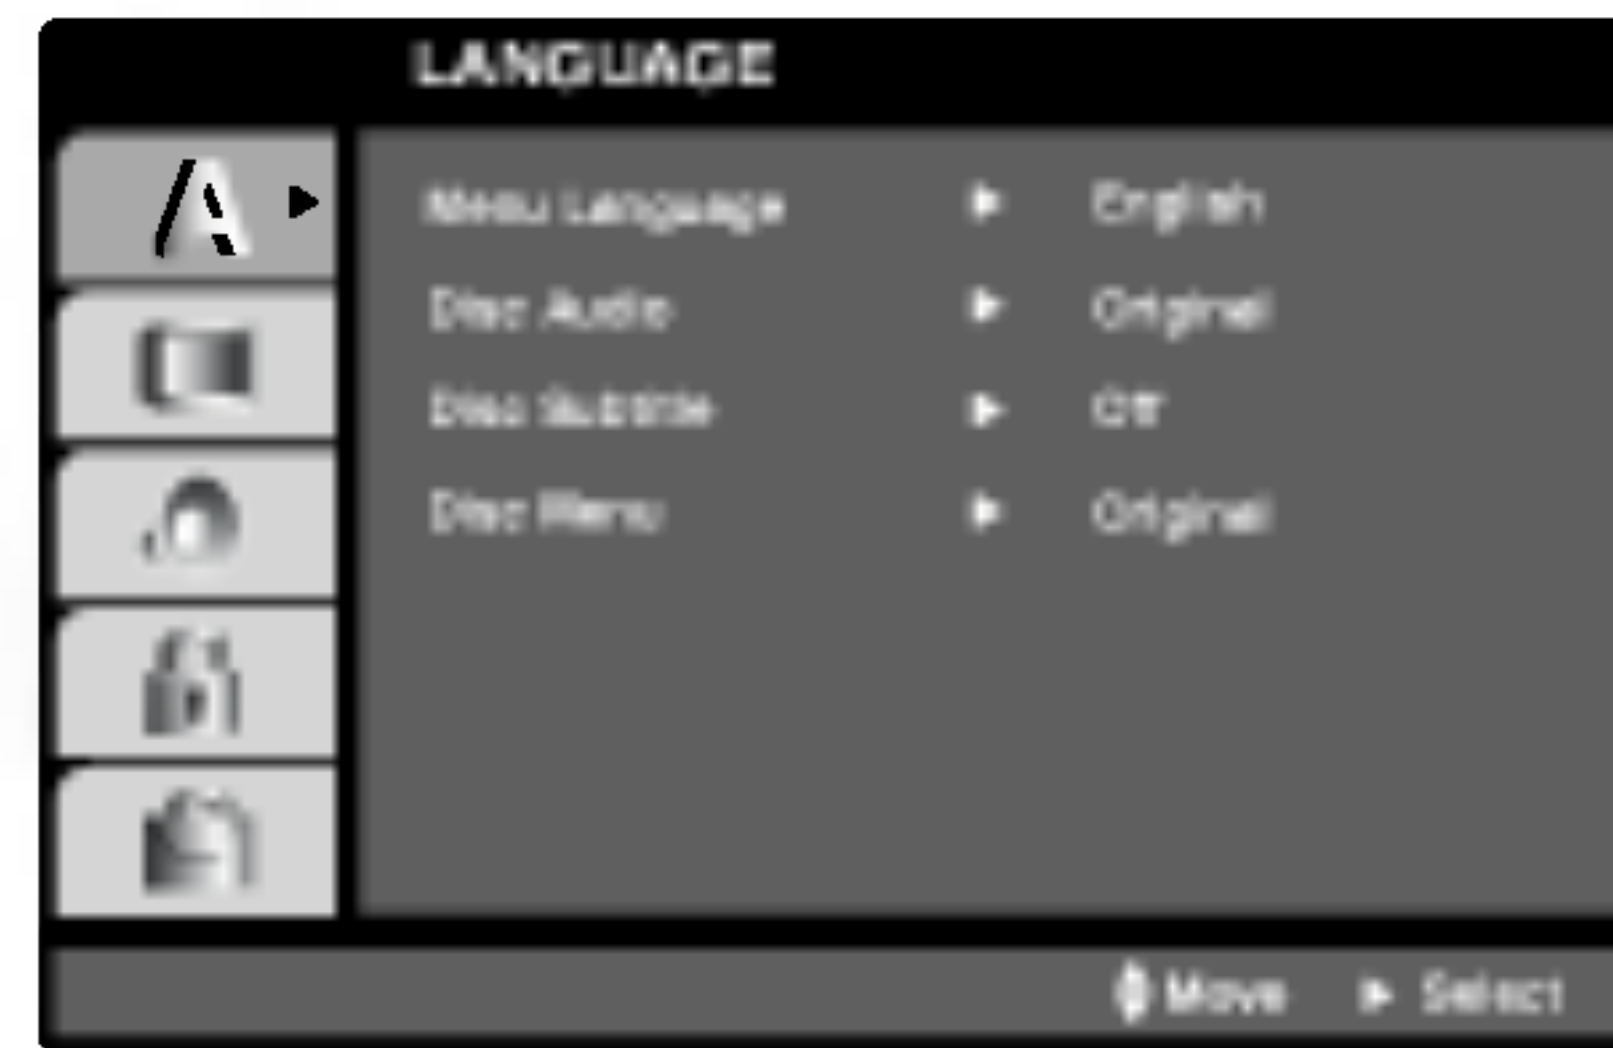 LANGUAGE
Menu Language ► English
Disc Audio ► Original
Disc Subtitle ► Off
Disc Menu ► Original
Move ► Select